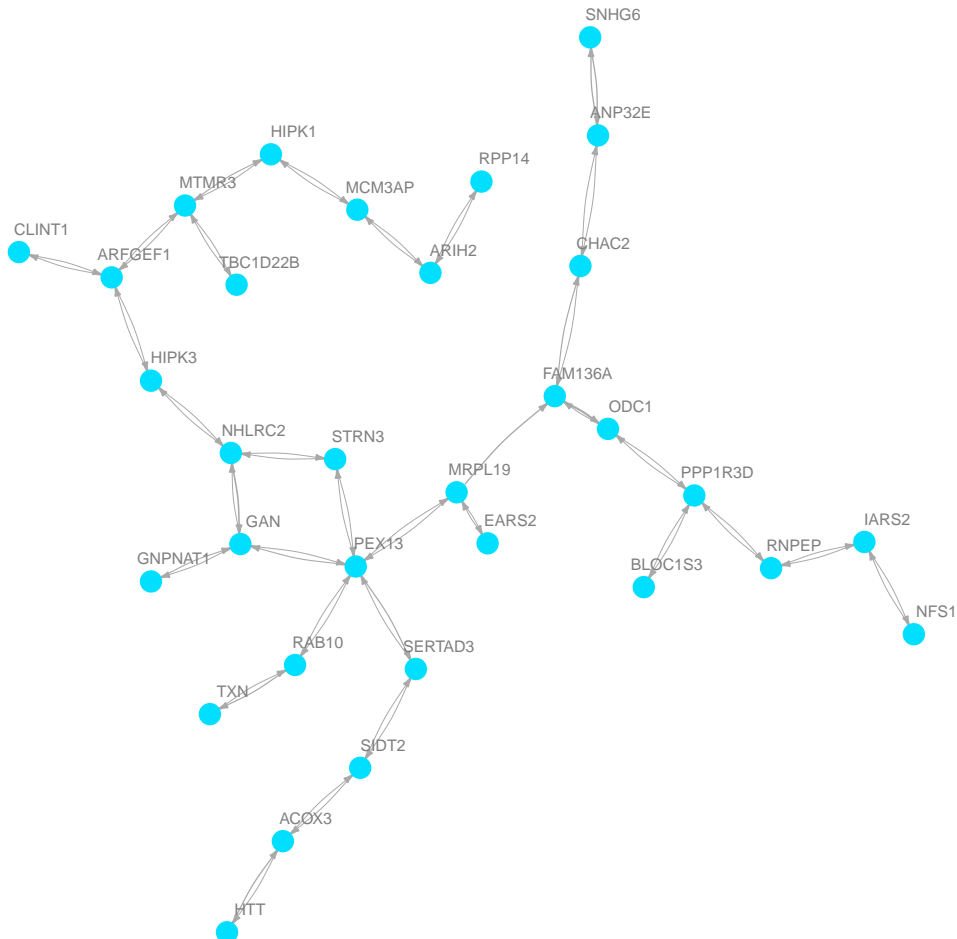 SNHG6
ANP32E
HIPK1
RPP14
MTMR3
MCM3AP
CLINT1
ARFGEF1
TBC1D22B
ARIH2
CHAC2
HIPK3
FAM136A
ODC1
NHLRC2
STRN3
MRPL19
PPP1R3D
GAN
EARS2
IARS2
GNPNAT1
PEX13
BLOC1S3
RNPEP
NFS1
RAB10
SERTAD3
TXN
SIDT2
ACOX3
HTT